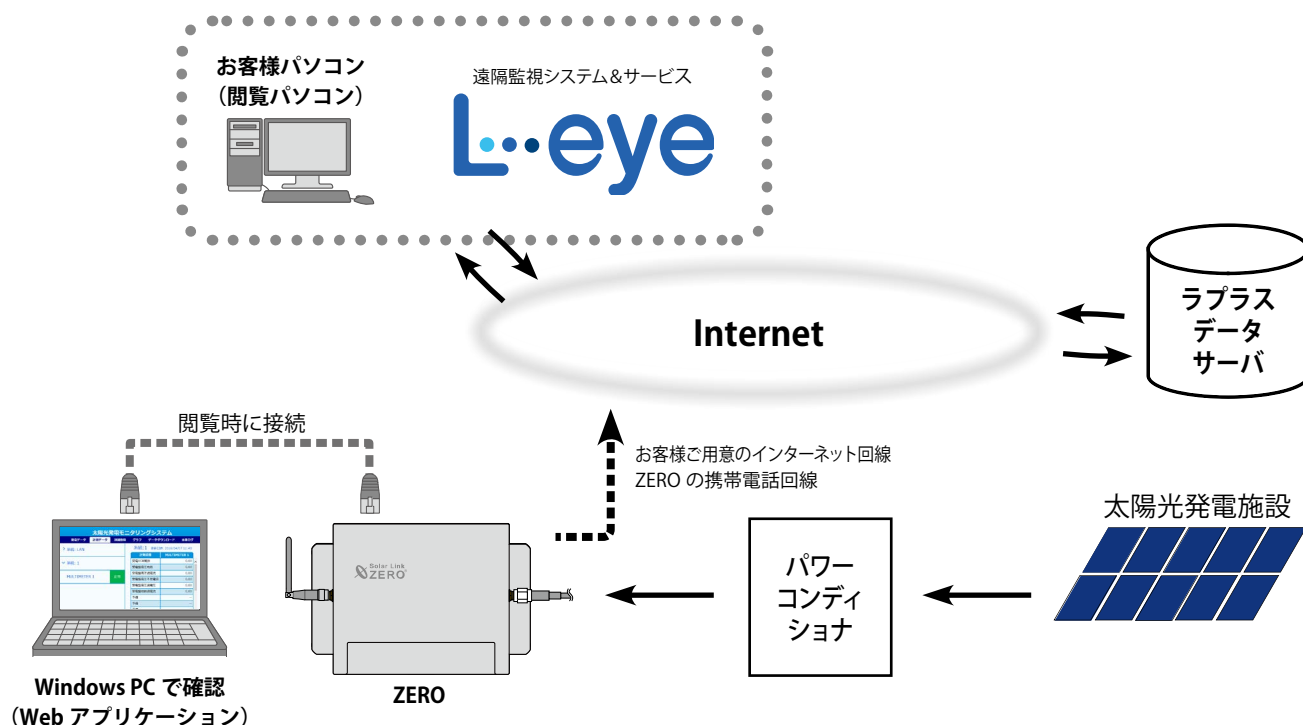 お客様パソコン
（閲覧パソコン）
遠隔監視システム＆サービス
L・・・eye
Internet
ラプラス
データ
サーバ
閲覧時に接続
お客様ご用意のインターネット回線
ZERO の携帯電話回線
太陽光発電施設
太陽光発電モニタリングシステム
Solar Link
ZERO
パワー
コンディ
ショナ
ZERO
Windows PC で確認
（Web アプリケーション）